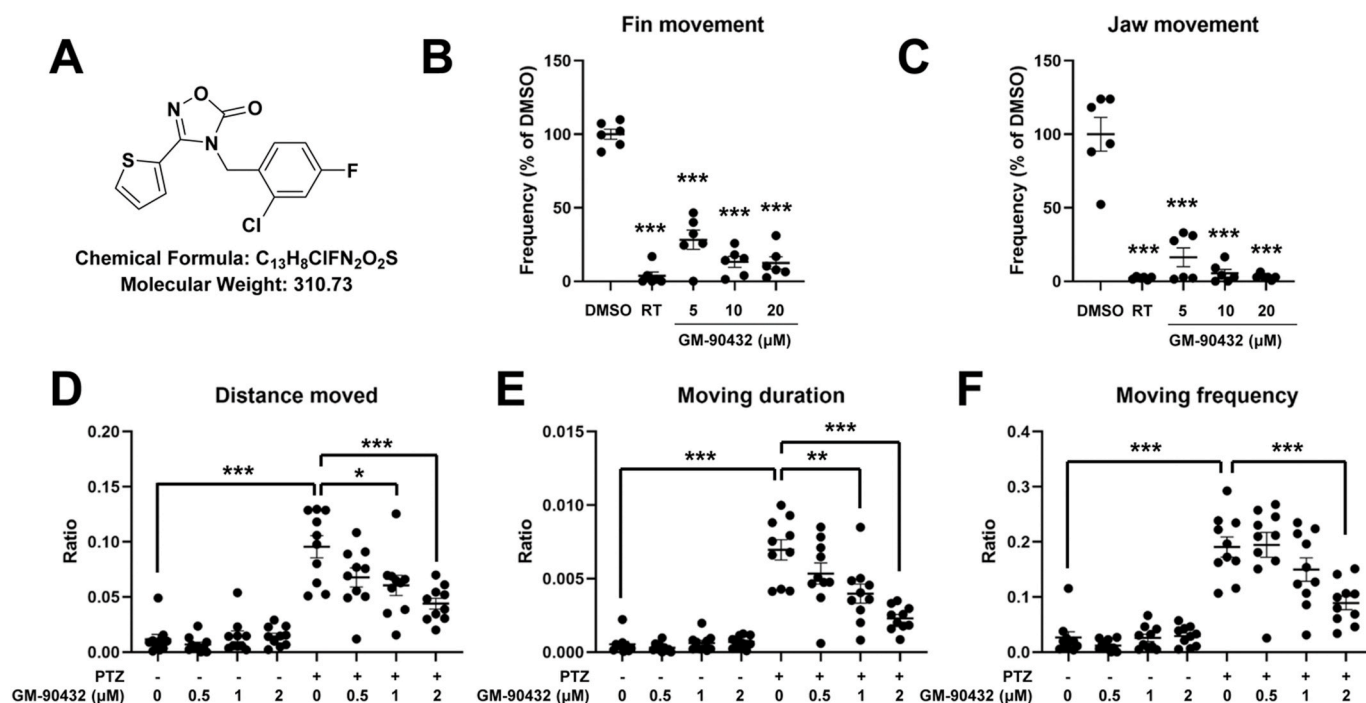 A
N
O
O
N
S
F
Cl
Chemical Formula: C₁₃H₈ClFN₂O₂S
Molecular Weight: 310.73
B
Fin movement
Frequency (% of DMSO)
150
100
50
0
***
***
***
***
DMSO RT 5 10 20
GM-90432 (µM)
C
Jaw movement
Frequency (% of DMSO)
150
100
50
0
***
***
***
***
DMSO RT 5 10 20
GM-90432 (µM)
D
Distance moved
Ratio
0.20
0.15
0.10
0.05
0.00
***
***
*
PTZ - - - - + + + +
GM-90432 (µM) 0 0.5 1 2 0 0.5 1 2
E
Moving duration
Ratio
0.015
0.010
0.005
0.000
***
***
**
PTZ - - - - + + + +
GM-90432 (µM) 0 0.5 1 2 0 0.5 1 2
F
Moving frequency
Ratio
0.4
0.3
0.2
0.1
0.0
***
***
PTZ - - - - + + + +
GM-90432 (µM) 0 0.5 1 2 0 0.5 1 2